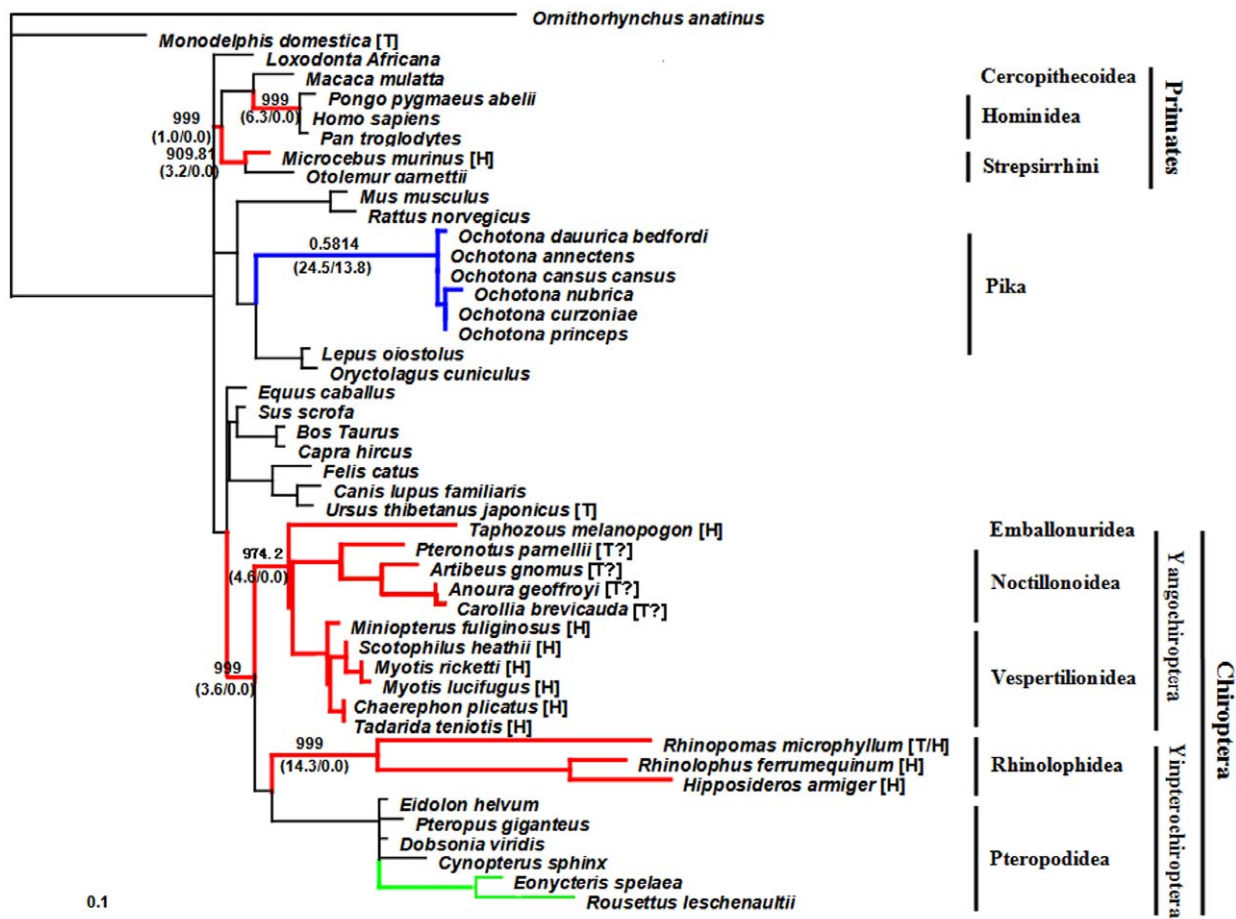 Ornithorhynchus anatinus
Monodelphis domestica [T]
Loxodonta Africana
Macaca mulatta
Cercopithecoidea
999
(6.3/0.0)
Pongo pygmaeus abelii
Homo sapiens
Hominidea
Pan troglodytes
Primates
999
(1.0/0.0)
909.81
(3.2/0.0)
Microcebus murinus [H]
Strepsirrhini
Otolemur garnettii
Mus musculus
Rattus norvegicus
Ochotona dauurica bedfordi
0.5814
(24.5/13.8)
Ochotona annectens
Ochotona cansus cansus
Pika
Ochotona nubrica
Ochotona curzoniae
Ochotona princeps
Lepus oiostolus
Oryctolagus cuniculus
Equus caballus
Sus scrofa
Bos Taurus
Capra hircus
Felis catus
Canis lupus familiaris
Ursus thibetanus japonicus [T]
Taphozous melanopogon [H]
Emballonuridea
974.2
(4.6/0.0)
Pteronotus parnellii [T?]
Artibeus gnomus [T?]
Noctillonoidea
Anoura geoffroyi [T?]
Carollia brevicauda [T?]
Yangochiroptera
Miniopterus fuliginosus [H]
Scotophilus heathii [H]
Myotis ricketti [H]
Vespertilionidea
999
(3.6/0.0)
Myotis lucifugus [H]
Chaerephon plicatus [H]
Tadarida teniotis [H]
Chiroptera
999
(14.3/0.0)
Rhinopomas microphyllum [T/H]
Rhinolophus ferrumequinum [H]
Rhinolophidea
Hipposideros armiger [H]
Yinpterochiroptera
Eidolon helvum
Pteropus giganteus
Dobsonia viridis
Pteropodidea
Cynopterus sphinx
Eonycteris spelaea
Rousettus leschenaultii
0.1